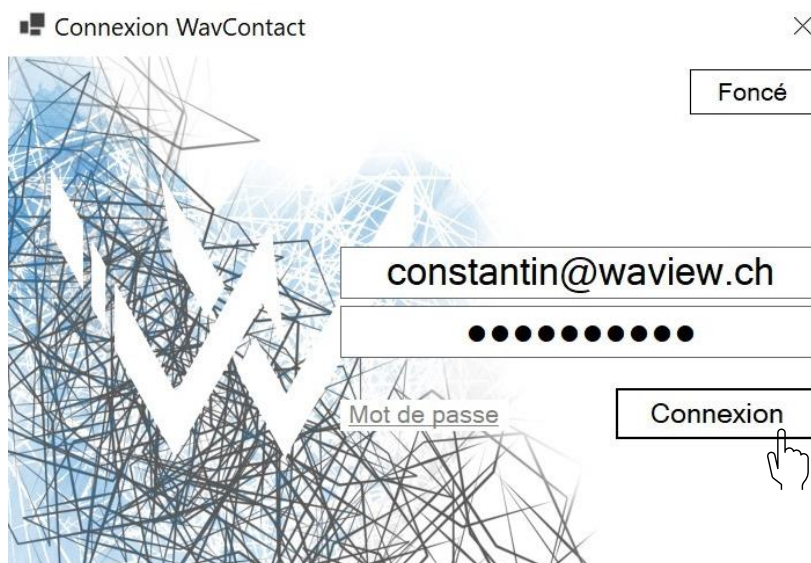 Connexion WavContact
Foncé
constantin@waview.ch
●●●●●●●●●●
Mot de passe
Connexion